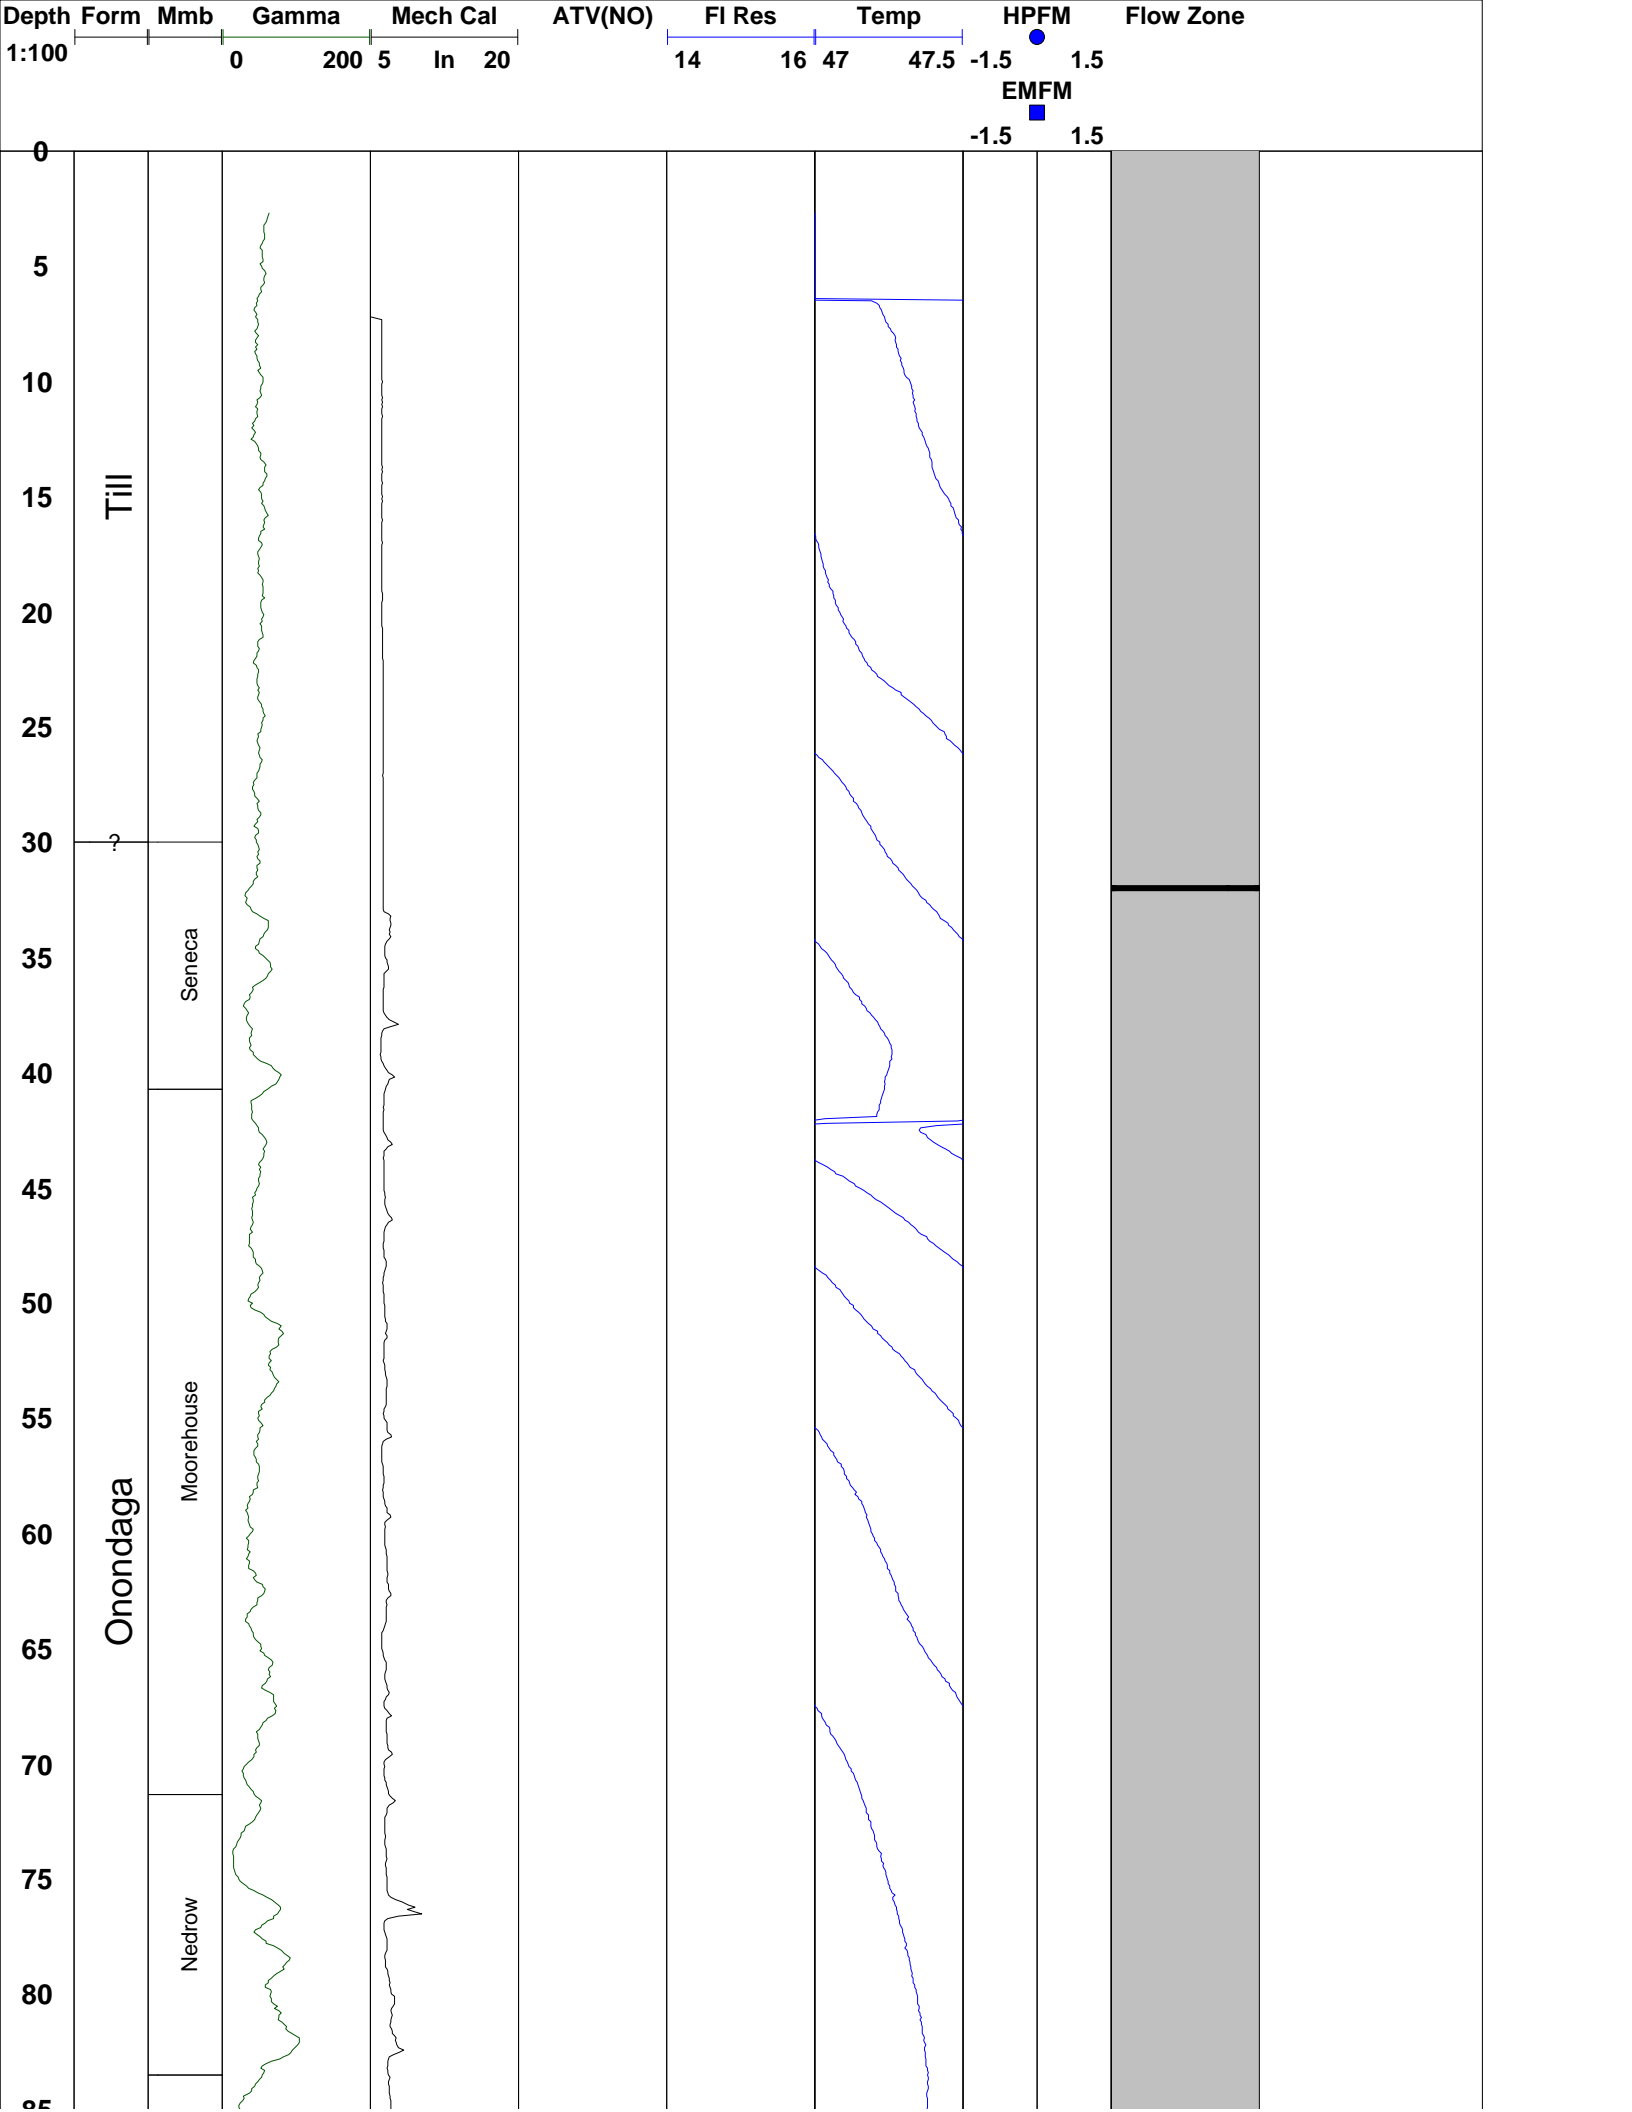 Depth Form Mmb Gamma Mech Cal ATV(NO) Fl Res Temp HPFM Flow Zone
1:100 0 200 5 In 20 14 16 47 47.5 -1.5 1.5
EMFM
-1.5 1.5
0
5
10
15
Till
20
25
30
?
35
Seneca
40
45
50
55
Moorehouse
60
Onondaga
65
70
75
Nedrow
80
85